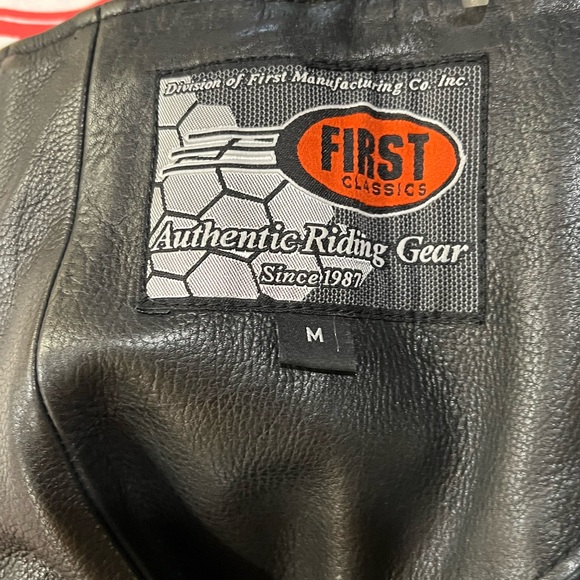 Division of First Manufacturing Co. Inc.
FIRST
CLASSICS
Authentic Riding Gear
Since 1987
M